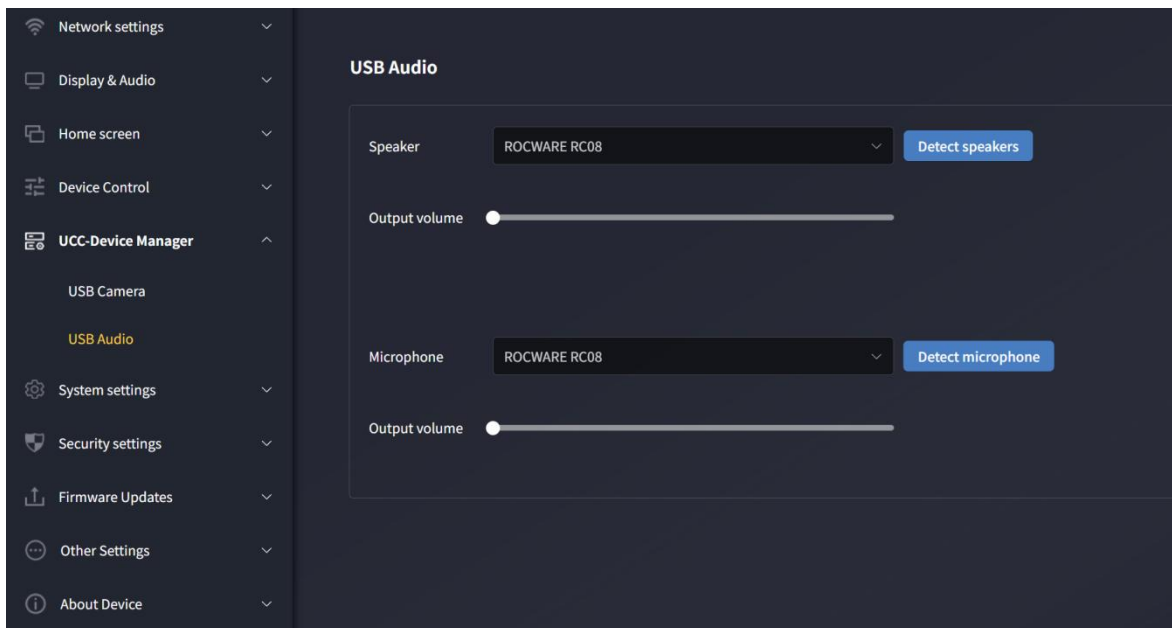 Network settings
Display & Audio
Home screen
Device Control
UCC-Device Manager
USB Camera
USB Audio
System settings
Security settings
Firmware Updates
Other Settings
About Device
USB Audio
Speaker
ROCWARE RC08
Detect speakers
Output volume
Microphone
ROCWARE RC08
Detect microphone
Output volume